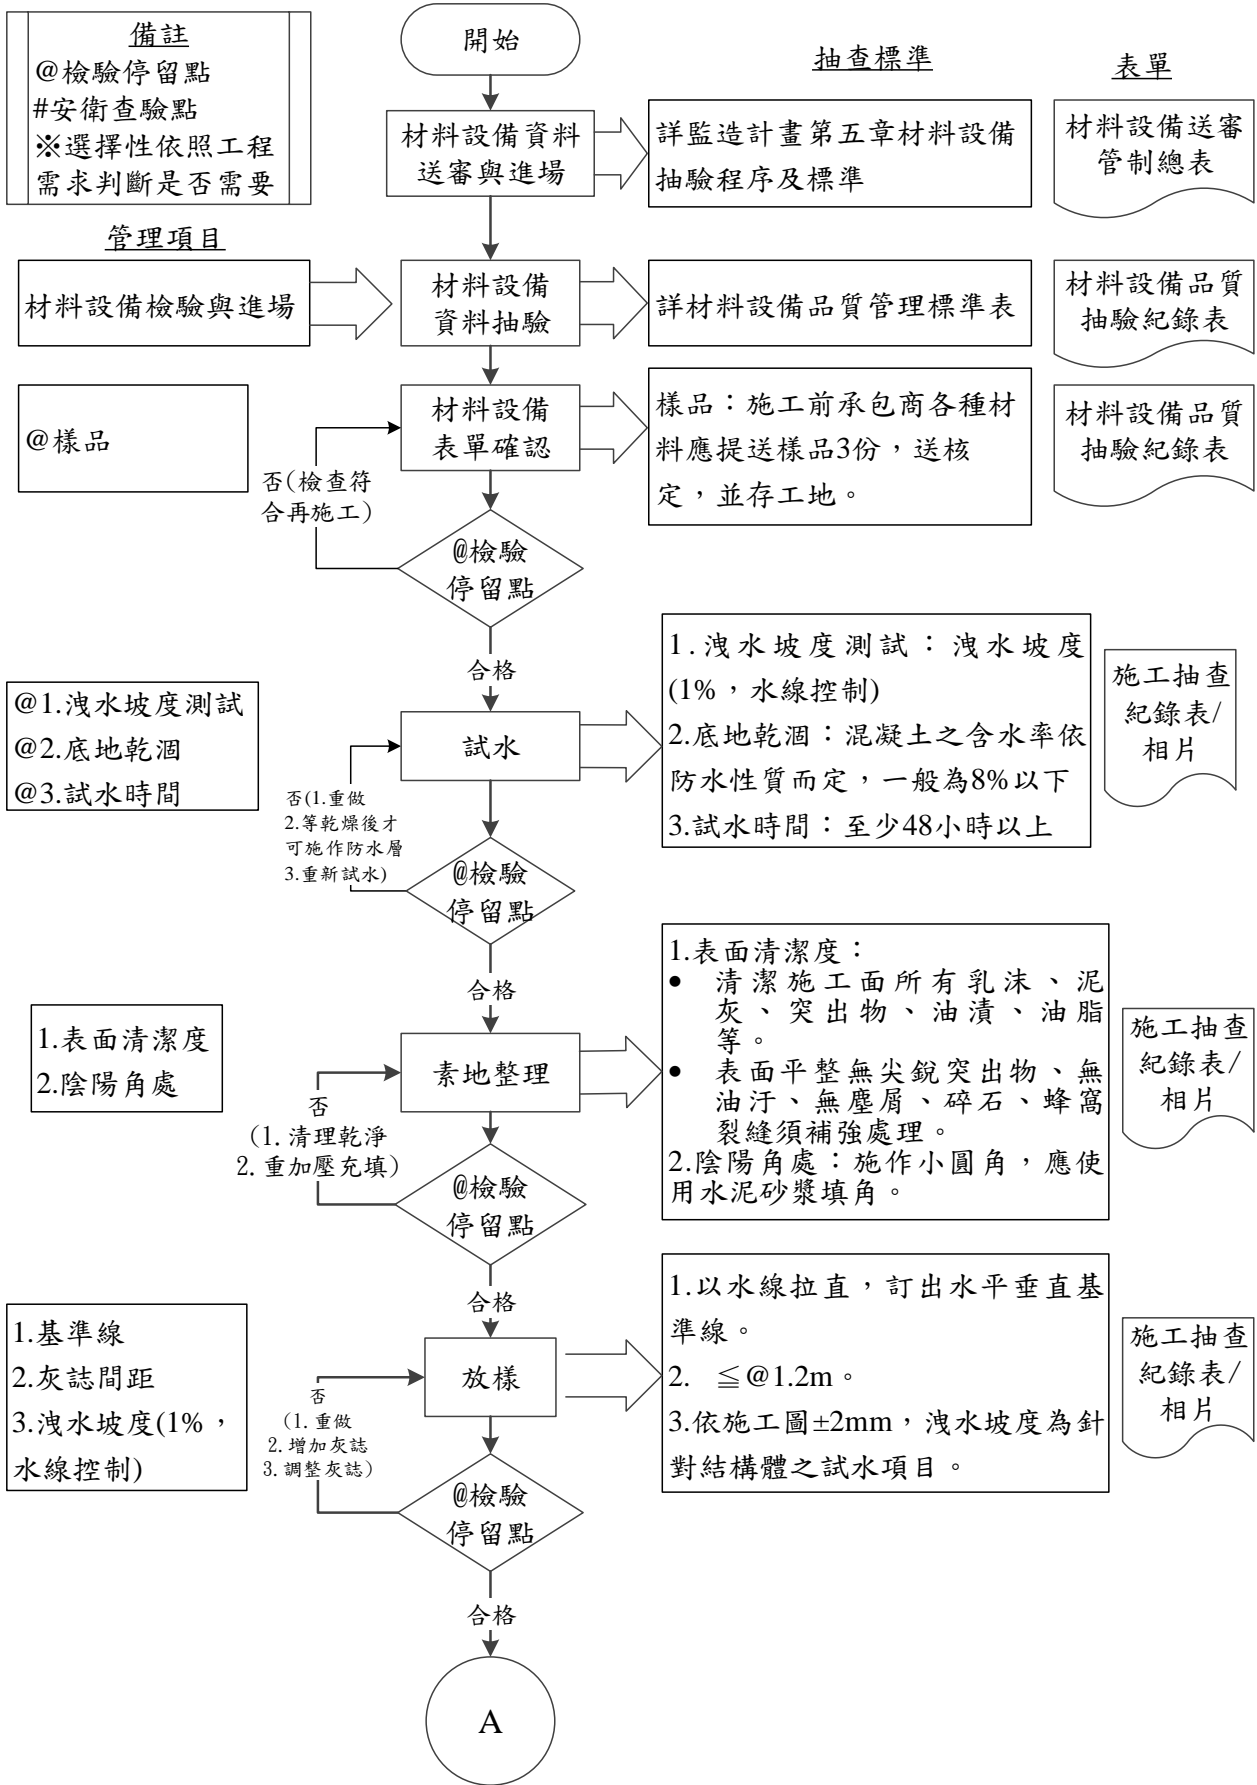 備註
@檢驗停留點
#安衛查驗點
※選擇性依照工程
需求判斷是否需要
開始
抽查標準
表單
材料設備資料
送審與進場
詳監造計畫第五章材料設備
抽驗程序及標準
材料設備送審
管制總表
管理項目
材料設備檢驗與進場
材料設備
資料抽驗
詳材料設備品質管理標準表
材料設備品質
抽驗紀錄表
@樣品
材料設備
表單確認
樣品：施工前承包商各種材
料應提送樣品3份，送核
定，並存工地。
材料設備品質
抽驗紀錄表
否(檢查符
合再施工)
@檢驗
停留點
合格
@1.洩水坡度測試
@2.底地乾涸
@3.試水時間
試水
1.洩水坡度測試：洩水坡度
(1%，水線控制)
2.底地乾涸：混凝土之含水率依
防水性質而定，一般為8%以下
3.試水時間：至少48小時以上
施工抽查
紀錄表/
相片
否(1.重做
2.等乾燥後才
可施作防水層
3.重新試水)
@檢驗
停留點
合格
1.表面清潔度
2.陰陽角處
素地整理
1.表面清潔度：
• 清潔施工面所有乳沫、泥
灰、突出物、油漬、油脂
等。
• 表面平整無尖銳突出物、無
油汙、無塵屑、碎石、蜂窩
裂縫須補強處理。
2.陰陽角處：施作小圓角，應使
用水泥砂漿填角。
施工抽查
紀錄表/
相片
否
(1.清理乾淨
2.重加壓充填)
@檢驗
停留點
合格
1.基準線
2.灰誌間距
3.洩水坡度(1%，
水線控制)
放樣
1.以水線拉直，訂出水平垂直基
準線。
2. ≦@1.2m。
3.依施工圖±2mm，洩水坡度為針
對結構體之試水項目。
施工抽查
紀錄表/
相片
否
(1.重做
2.增加灰誌
3.調整灰誌)
@檢驗
停留點
合格
A